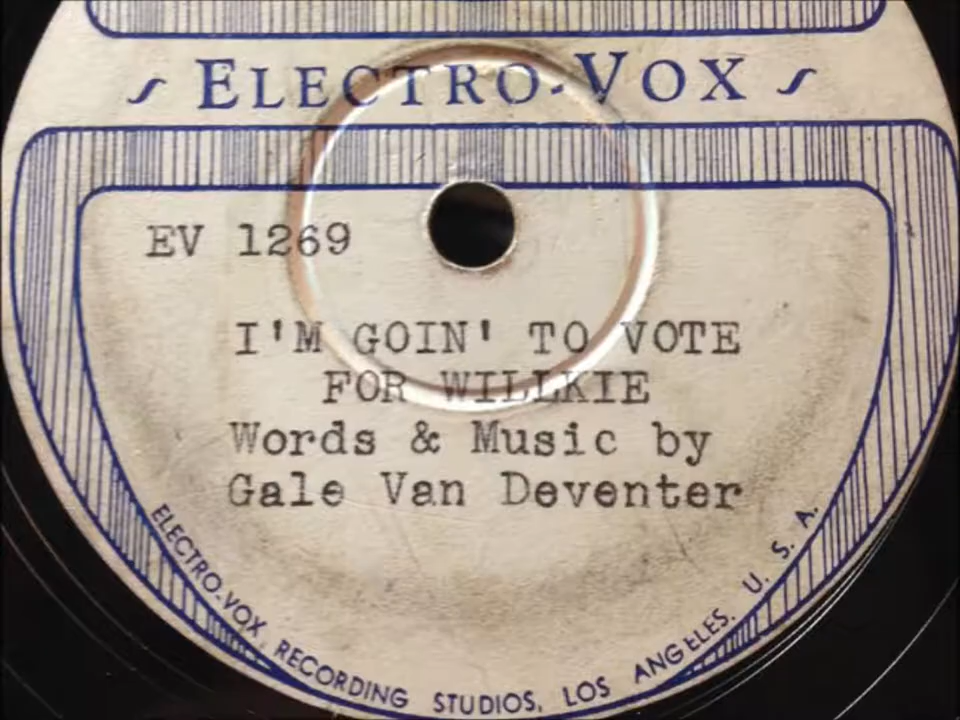 ELECTRO-VOX
EV 1269
I'M GOIN' TO VOTE
FOR WILLKIE
Words & Music by
Gale Van Deventer
ELECTRO-VOX RECORDING STUDIOS, LOS ANGELES, U. S. A.